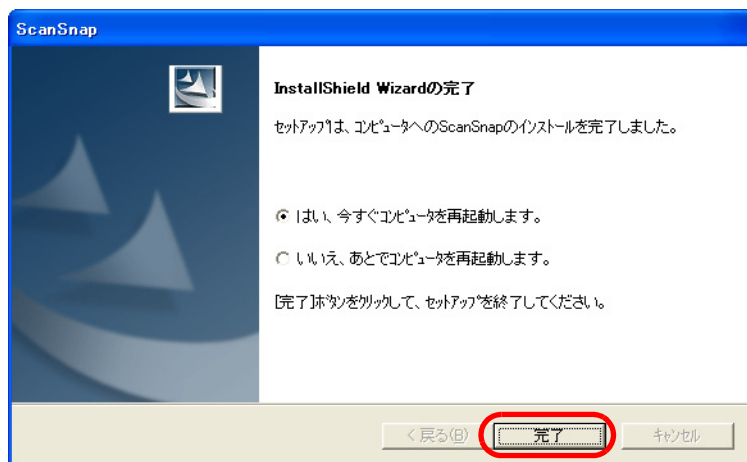 ScanSnap
InstallShield Wizardの完了
セットアップは、コンピュータへのScanSnapのインストールを完了しました。
はい、今すぐコンピュータを再起動します。
いいえ、あとでコンピュータを再起動します。
[完了]ボタンをクリックして、セットアップを終了してください。
< 戻る(B)
完了
キャンセル